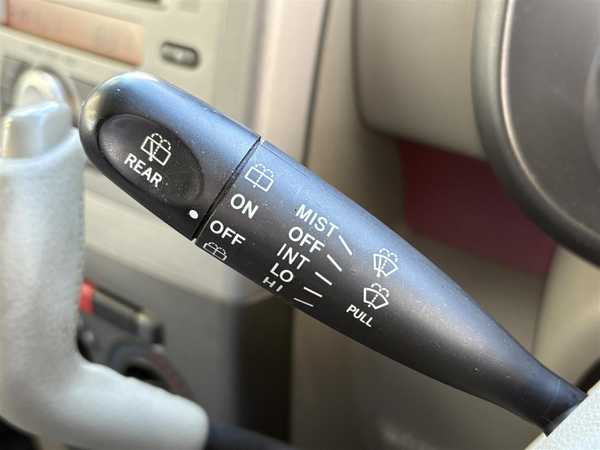 REAR
ON
OFF
MIST
OFF
INT
LO
HI
PULL